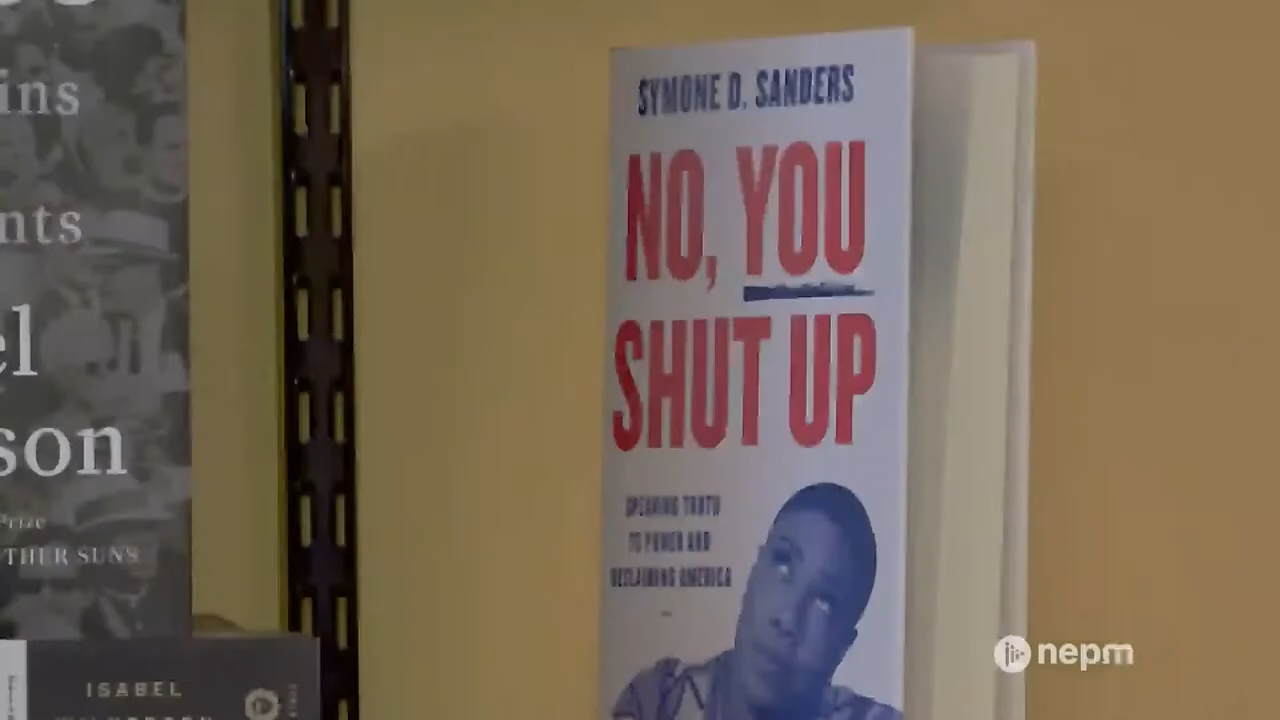 ins
nts
el
son
Prize
THER SUNS
ISABEL
SYMONE D. SANDERS
NO, YOU
SHUT UP
SPEAKING TRUTH
TO POWER AND
RECLAIMING AMERICA
nepm